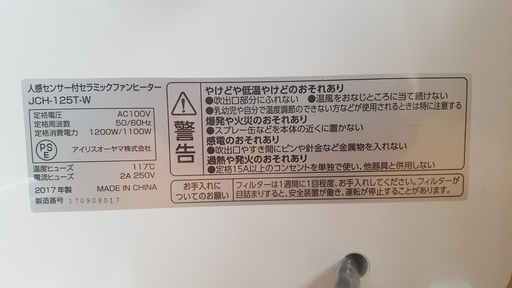 人感センサー付セラミックファンヒーター
JCH-125T-W
定格電圧 AC100V
定格周波数 50/60Hz
定格消費電力 1200W/1100W
PSE アイリスオーヤマ株式会社
温度ヒューズ 117℃
電流ヒューズ 2A 250V
2017年製 MADE IN CHINA
製造番号 170908017
警告
やけどや低温やけどのおそれあり
●吹出口部分にふれない ●温風をおなじところに当て続けない
●乳幼児や自分で温度調節のできない方などが使用されるときは特に注意
爆発や火災のおそれあり
●スプレー缶などを本体の近くに置かない
感電のおそれあり
●吹出口やすき間にピンや針金など金属物を入れない
過熱や発火のおそれあり
●定格15A以上のコンセントを単独で使い、他器具と併用しない
お手入れについてのお願い
フィルターは1週間に1回程度、お手入れしてください。フィルターが
目詰まりすると、安全装置が働き、運転が停止することがあります。